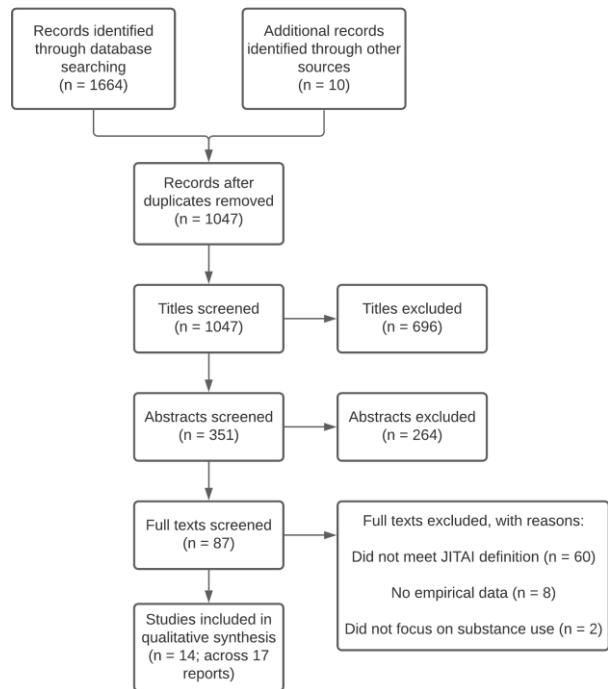 Records identified
through database
searching
(n = 1664)
Additional records
identified through other
sources
(n = 10)
Records after
duplicates removed
(n = 1047)
Titles screened
(n = 1047)
Titles excluded
(n = 696)
Abstracts screened
(n = 351)
Abstracts excluded
(n = 264)
Full texts screened
(n = 87)
Full texts excluded, with reasons:
Did not meet JITAI definition (n = 60)
No empirical data (n = 8)
Did not focus on substance use (n = 2)
Studies included in
qualitative synthesis
(n = 14; across 17
reports)